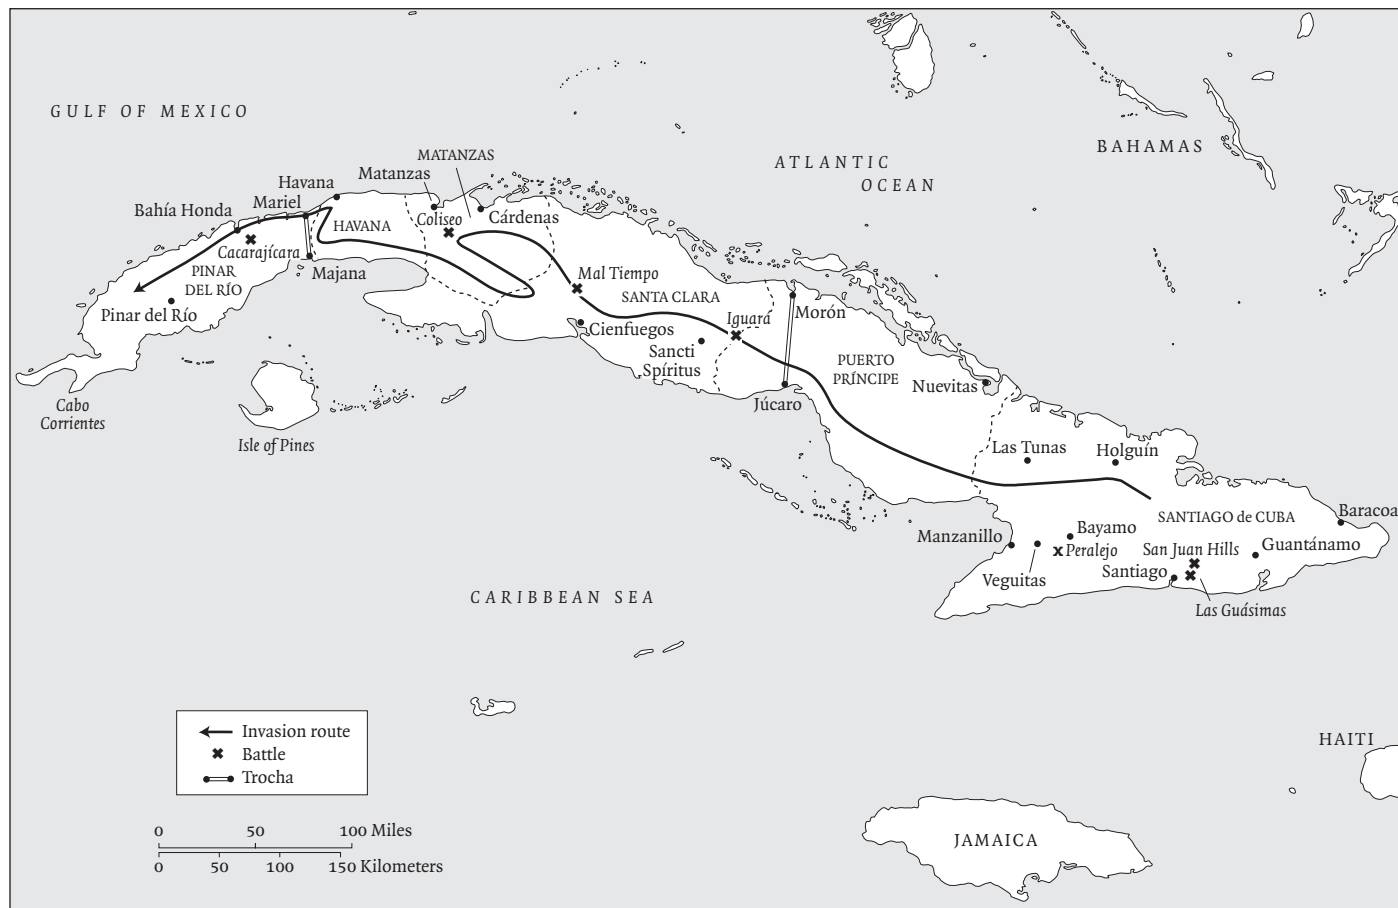 GULF OF MEXICO
ATLANTIC
OCEAN
BAHAMAS
MATANZAS
Matanzas
Havana
Mariel
Bahía Honda
HAVANA
Coliseo
Cárdenas
Cacarajícara
Majana
PINAR
DEL RÍO
Pinar del Río
Mal Tiempo
SANTA CLARA
Iguará
Morón
Cienfuegos
Sancti
Spíritus
PUERTO
PRÍNCIPE
Nuevitas
Júcaro
Cabo
Corrientes
Isle of Pines
Las Tunas
Holguín
SANTIAGO de CUBA
Baracoa
Manzanillo
Bayamo
Peralejo
San Juan Hills
Guantánamo
Veguitas
Santiago
Las Guásimas
CARIBBEAN SEA
HAITI
JAMAICA
Invasion route
Battle
Trocha
0 50 100 Miles
0 50 100 150 Kilometers